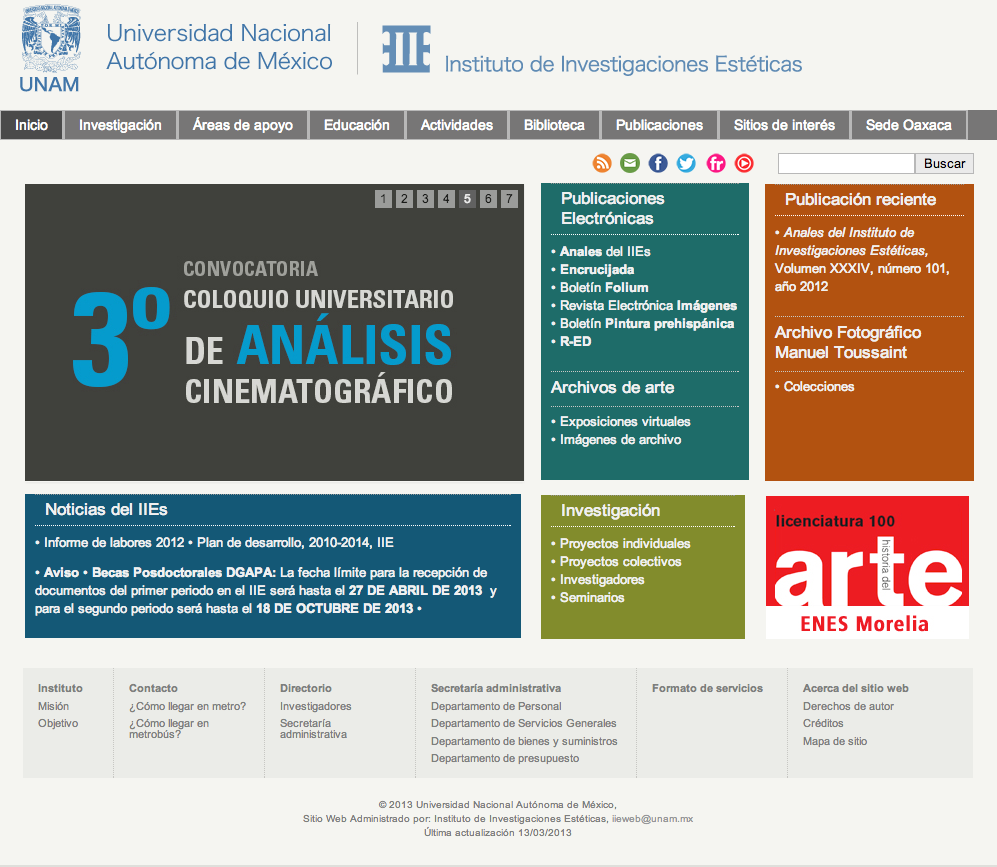 UNAM
Universidad Nacional
Autónoma de México
Instituto de Investigaciones Estéticas
Inicio
Investigación
Áreas de apoyo
Educación
Actividades
Biblioteca
Publicaciones
Sitios de interés
Sede Oaxaca
Buscar
1 2 3 4 5 6 7
CONVOCATORIA
3º COLOQUIO UNIVERSITARIO
DE ANÁLISIS
CINEMATOGRÁFICO
Publicaciones
Electrónicas
• Anales del IIEs
• Encrucijada
• Boletín Folium
• Revista Electrónica Imágenes
• Boletín Pintura prehispánica
• R-ED
Archivos de arte
• Exposiciones virtuales
• Imágenes de archivo
Publicación reciente
• Anales del Instituto de
Investigaciones Estéticas,
Volumen XXXIV, número 101,
año 2012
Archivo Fotográfico
Manuel Toussaint
• Colecciones
Noticias del IIEs
• Informe de labores 2012 • Plan de desarrollo, 2010-2014, IIE
• Aviso • Becas Posdoctorales DGAPA: La fecha límite para la recepción de
documentos del primer periodo en el IIE será hasta el 27 DE ABRIL DE 2013 y
para el segundo periodo será hasta el 18 DE OCTUBRE DE 2013 •
Investigación
• Proyectos individuales
• Proyectos colectivos
• Investigadores
• Seminarios
licenciatura 100
arte
historia del
ENES Morelia
Instituto
Misión
Objetivo
Contacto
¿Cómo llegar en metro?
¿Cómo llegar en
metrobús?
Directorio
Investigadores
Secretaría
administrativa
Secretaría administrativa
Departamento de Personal
Departamento de Servicios Generales
Departamento de bienes y suministros
Departamento de presupuesto
Formato de servicios
Acerca del sitio web
Derechos de autor
Créditos
Mapa de sitio
© 2013 Universidad Nacional Autónoma de México,
Sitio Web Administrado por: Instituto de Investigaciones Estéticas, iieweb@unam.mx
Última actualización 13/03/2013